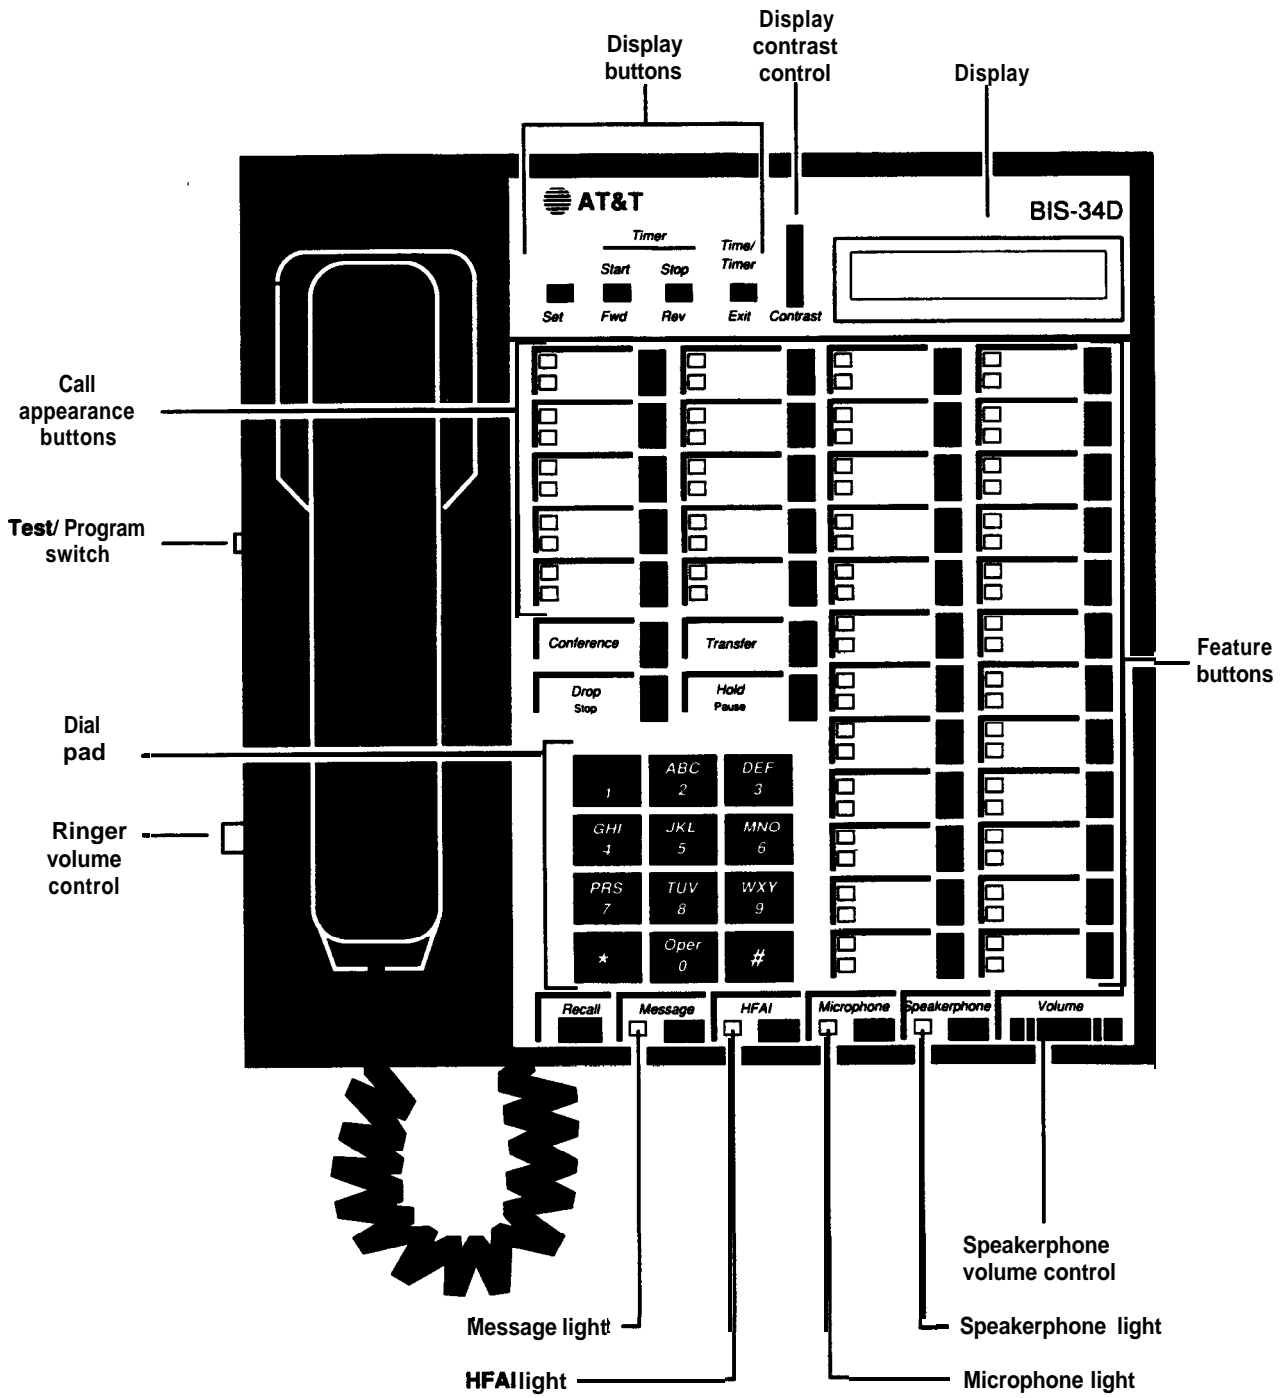 Display
contrast
control
Display
buttons
Display
AT&T
BIS-34D
Timer
Time/
Timer
Start
Stop
Set
Fwd
Rev
Exit
Contrast
Call
appearance
buttons
Test/ Program
switch
Conference
Transfer
Feature
buttons
Drop
Stop
Hold
Pause
Dial
pad
1
ABC
2
DEF
3
Ringer
volume
control
GHI
4
JKL
5
MNO
6
PRS
7
TUV
8
WXY
9
*
Oper
0
#
Recall
Message
HFAI
Microphone
Speakerphone
Volume
Speakerphone
volume control
Message light
Speakerphone light
HFAI light
Microphone light